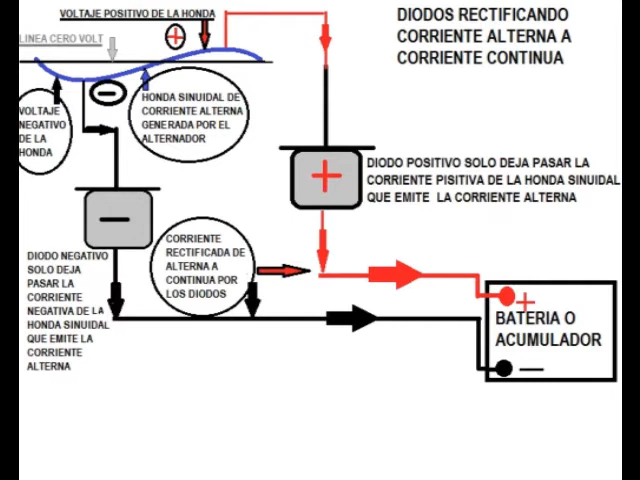 VOLTAJE POSITIVO DE LA HONDA
DIODOS RECTIFICANDO
CORRIENTE ALTERNA A
CORRIENTE CONTINUA
LINEA CERO VOLT
+
−
VOLTAJE
NEGATIVO
DE LA
HONDA
HONDA SINUIDAL DE
CORRIENTE ALTERNA
GENERADA POR EL
ALTERNADOR
+
DIODO POSITIVO SOLO DEJA PASAR LA
CORRIENTE PISITIVA DE LA HONDA SINUIDAL
QUE EMITE LA CORRIENTE ALTERNA
−
CORRIENTE
RECTIFICADA DE
ALTERNA A
CONTINUA POR
LOS DIODOS
DIODO NEGATIVO
SOLO DEJA
PASAR LA
CORRIENTE
NEGATIVA DE LA
HONDA SINUIDAL
QUE EMITE LA
CORRIENTE
ALTERNA
+
BATERIA O
ACUMULADOR
−